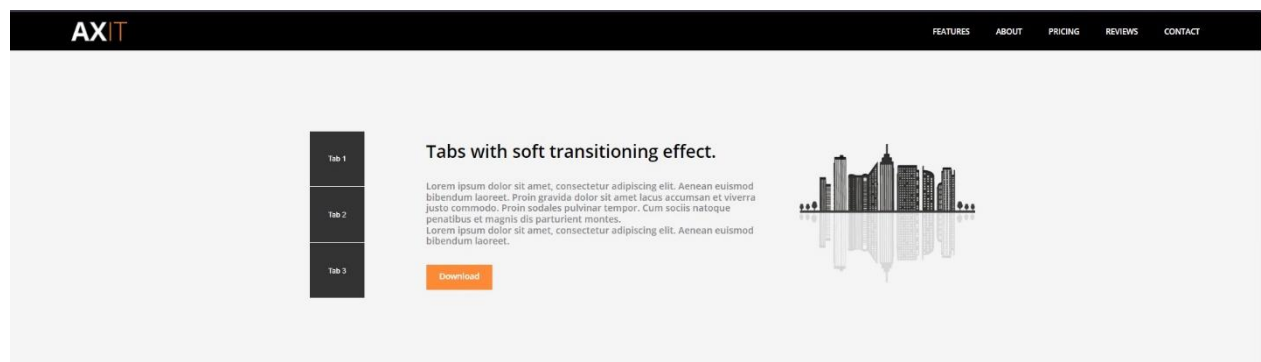 AXIT
FEATURES ABOUT PRICING REVIEWS CONTACT
Tab 1
Tab 2
Tab 3
Tabs with soft transitioning effect.
Lorem ipsum dolor sit amet, consectetur adipiscing elit. Aenean euismod
bibendum laoreet. Proin gravida dolor sit amet lacus accumsan et viverra
justo commodo. Proin sodales pulvinar tempor. Cum sociis natoque
penatibus et magnis dis parturient montes.
Lorem ipsum dolor sit amet, consectetur adipiscing elit. Aenean euismod
bibendum laoreet.
Download